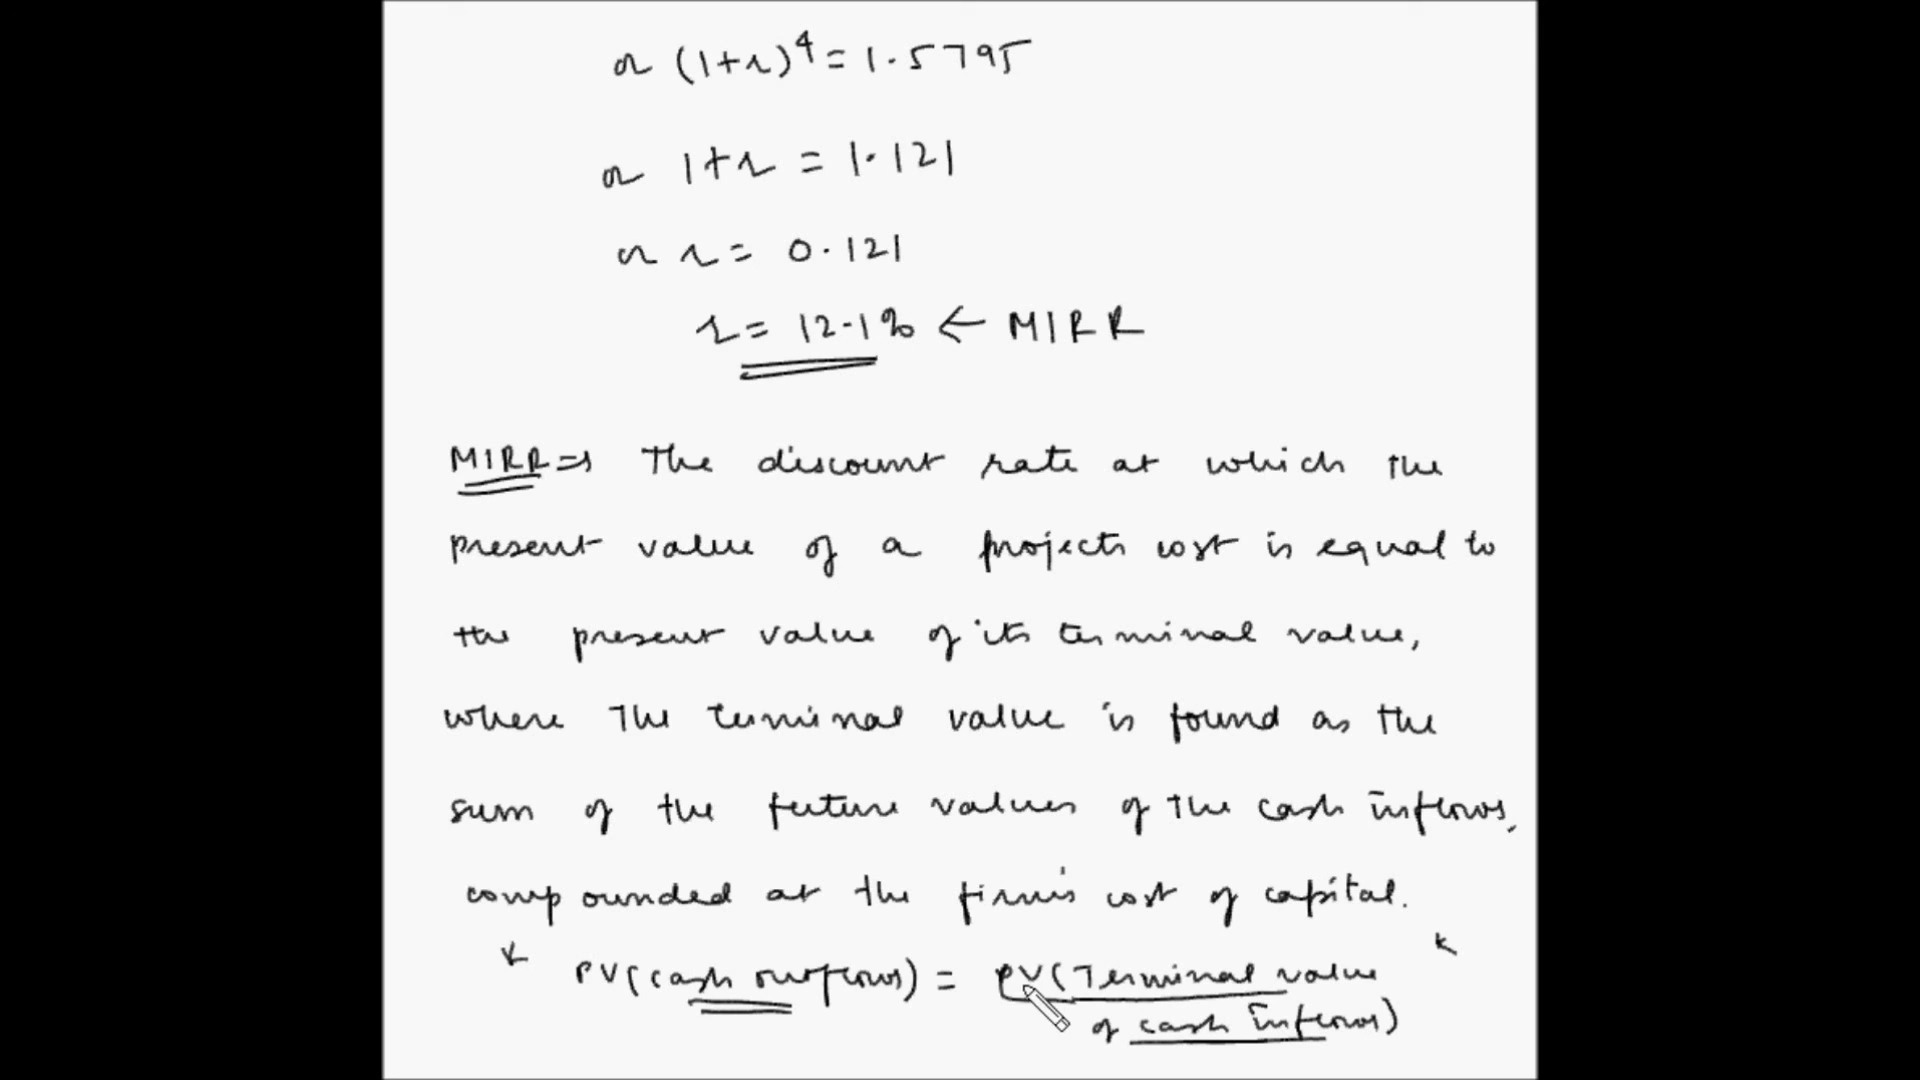 or (1+r)^4 = 1.5795
or 1+r = 1.121
or r = 0.121
r = 12.1% ← MIRR
MIRR ⇒ The discount rate at which the
present value of a projects cost is equal to
the present value of its terminal value,
where the terminal value is found as the
sum of the future values of the cash inflows,
compounded at the firm's cost of capital.
PV(cash outflows) = PV(Terminal value
of cash inflows)